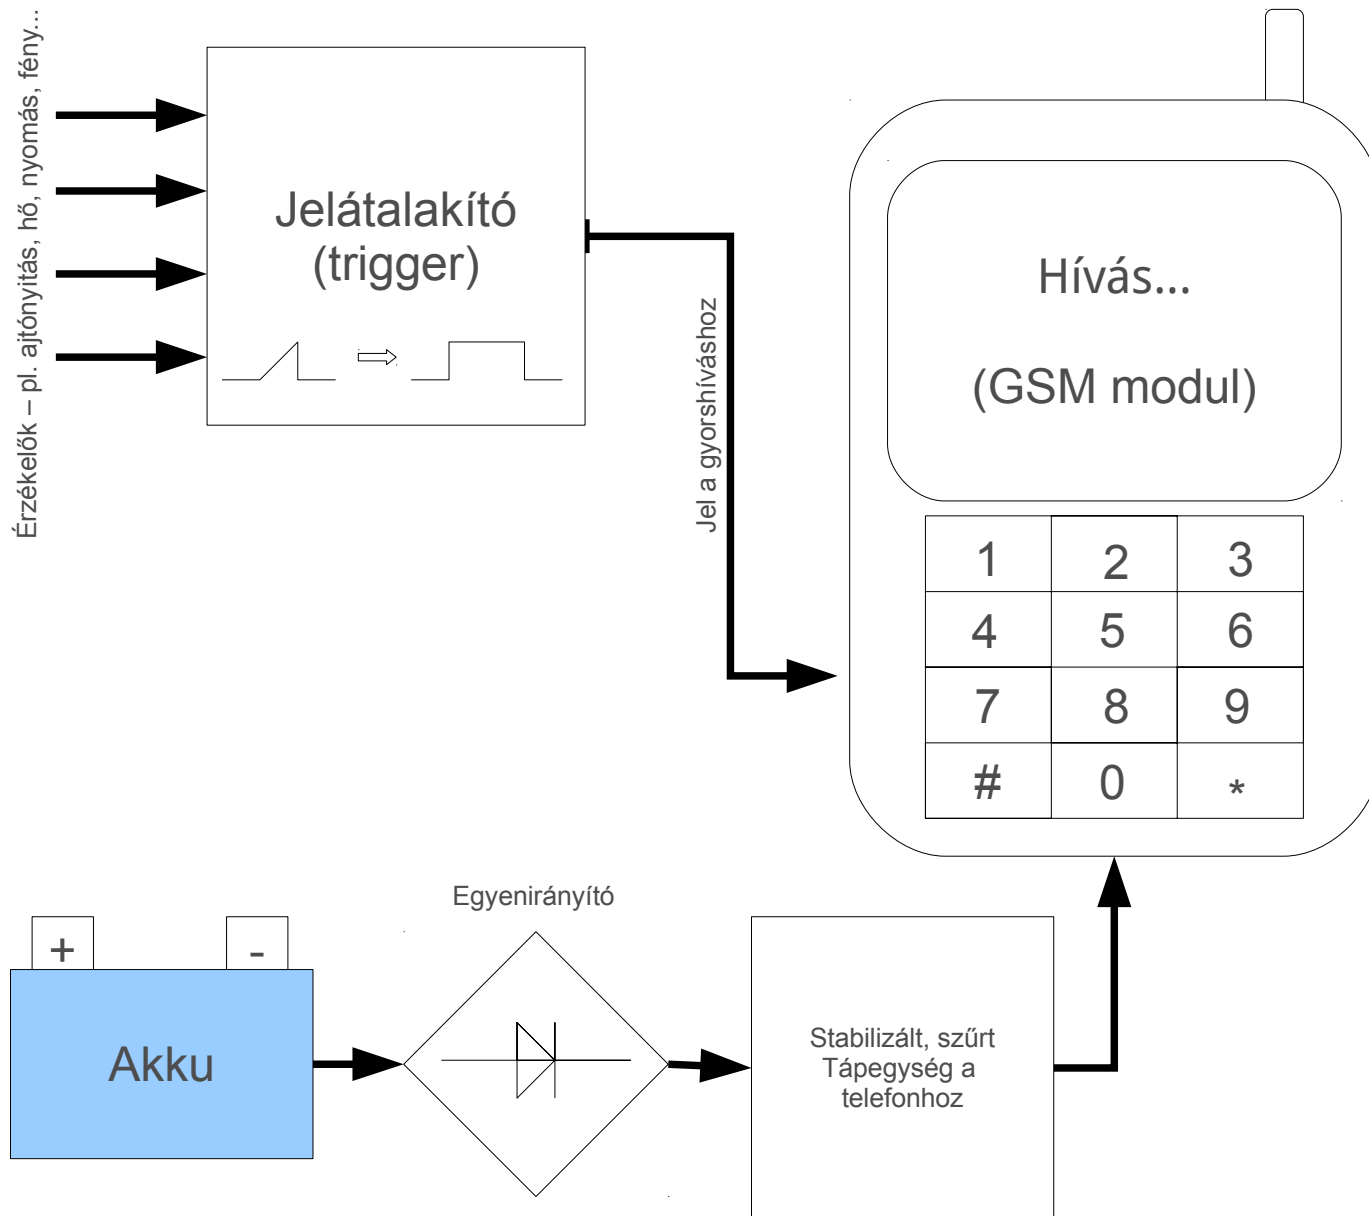 Érzékelők – pl. ajtónyitás, hő, nyomás, fény...
Jelátalakító
(trigger)
Jel a gyorshíváshoz
Hívás...
(GSM modul)
1 2 3
4 5 6
7 8 9
# 0 *
Egyenirányító
+ -
Akku
Stabilizált, szűrt
Tápegység a
telefonhoz